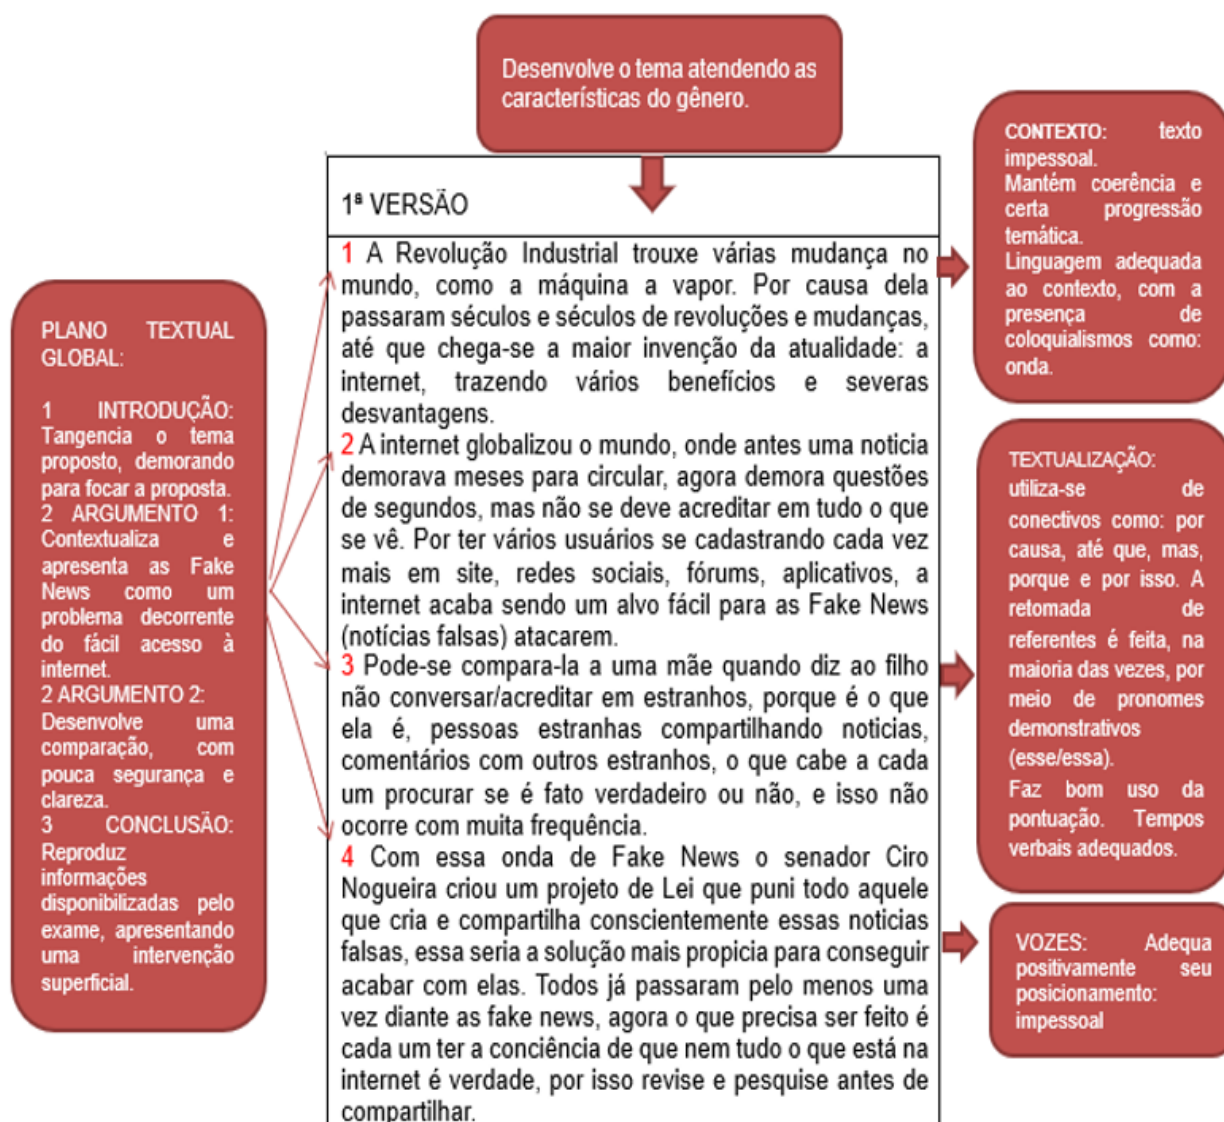 Desenvolve o tema atendendo as
características do gênero.
PLANO TEXTUAL
GLOBAL:
1 INTRODUÇÃO:
Tangencia o tema
proposto, demorando
para focar a proposta.
2 ARGUMENTO 1:
Contextualiza e
apresenta as Fake
News como um
problema decorrente
do fácil acesso à
internet.
2 ARGUMENTO 2:
Desenvolve uma
comparação, com
pouca segurança e
clareza.
3 CONCLUSÃO:
Reproduz
informações
disponibilizadas pelo
exame, apresentando
uma intervenção
superficial.
1ª VERSÃO
1 A Revolução Industrial trouxe várias mudança no
mundo, como a máquina a vapor. Por causa dela
passaram séculos e séculos de revoluções e mudanças,
até que chega-se a maior invenção da atualidade: a
internet, trazendo vários benefícios e severas
desvantagens.
2 A internet globalizou o mundo, onde antes uma noticia
demorava meses para circular, agora demora questões
de segundos, mas não se deve acreditar em tudo o que
se vê. Por ter vários usuários se cadastrando cada vez
mais em site, redes sociais, fórums, aplicativos, a
internet acaba sendo um alvo fácil para as Fake News
(notícias falsas) atacarem.
3 Pode-se compara-la a uma mãe quando diz ao filho
não conversar/acreditar em estranhos, porque é o que
ela é, pessoas estranhas compartilhando noticias,
comentários com outros estranhos, o que cabe a cada
um procurar se é fato verdadeiro ou não, e isso não
ocorre com muita frequência.
4 Com essa onda de Fake News o senador Ciro
Nogueira criou um projeto de Lei que puni todo aquele
que cria e compartilha conscientemente essas noticias
falsas, essa seria a solução mais propicia para conseguir
acabar com elas. Todos já passaram pelo menos uma
vez diante as fake news, agora o que precisa ser feito é
cada um ter a conciência de que nem tudo o que está na
internet é verdade, por isso revise e pesquise antes de
compartilhar.
CONTEXTO: texto
impessoal.
Mantém coerência e
certa progressão
temática.
Linguagem adequada
ao contexto, com a
presença de
coloquialismos como:
onda.
TEXTUALIZAÇÃO:
utiliza-se de
conectivos como: por
causa, até que, mas,
porque e por isso. A
retomada de
referentes é feita, na
maioria das vezes, por
meio de pronomes
demonstrativos
(esse/essa).
Faz bom uso da
pontuação. Tempos
verbais adequados.
VOZES: Adequa
positivamente seu
posicionamento:
impessoal